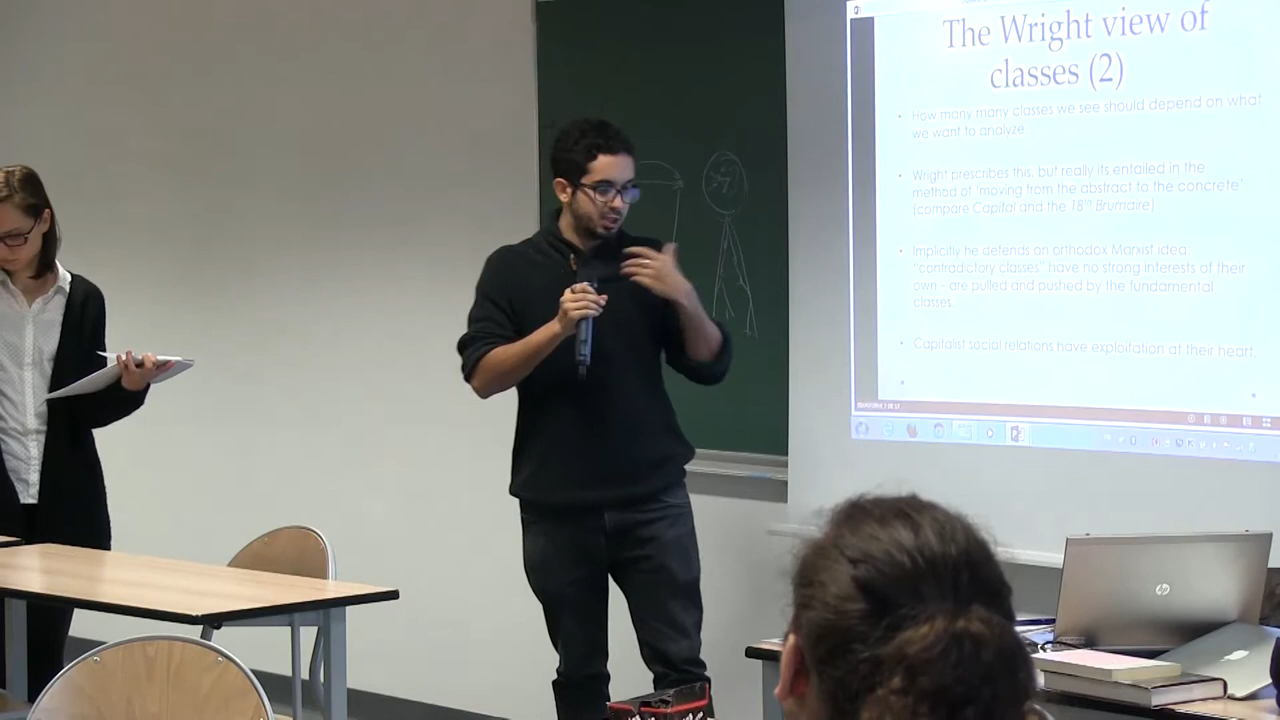 The Wright view of
classes (2)
How many many classes we see should depend on what
we want to analyze.
Wright prescribes this, but really its entailed in the
method of 'moving from the abstract to the concrete'
(compare Capital and the 18th Brumaire)
Implicitly he defends an orthodox Marxist idea:
"contradictory classes" have no strong interests of their
own – are pulled and pushed by the fundamental
classes.
Capitalist social relations have exploitation at their heart.
hp